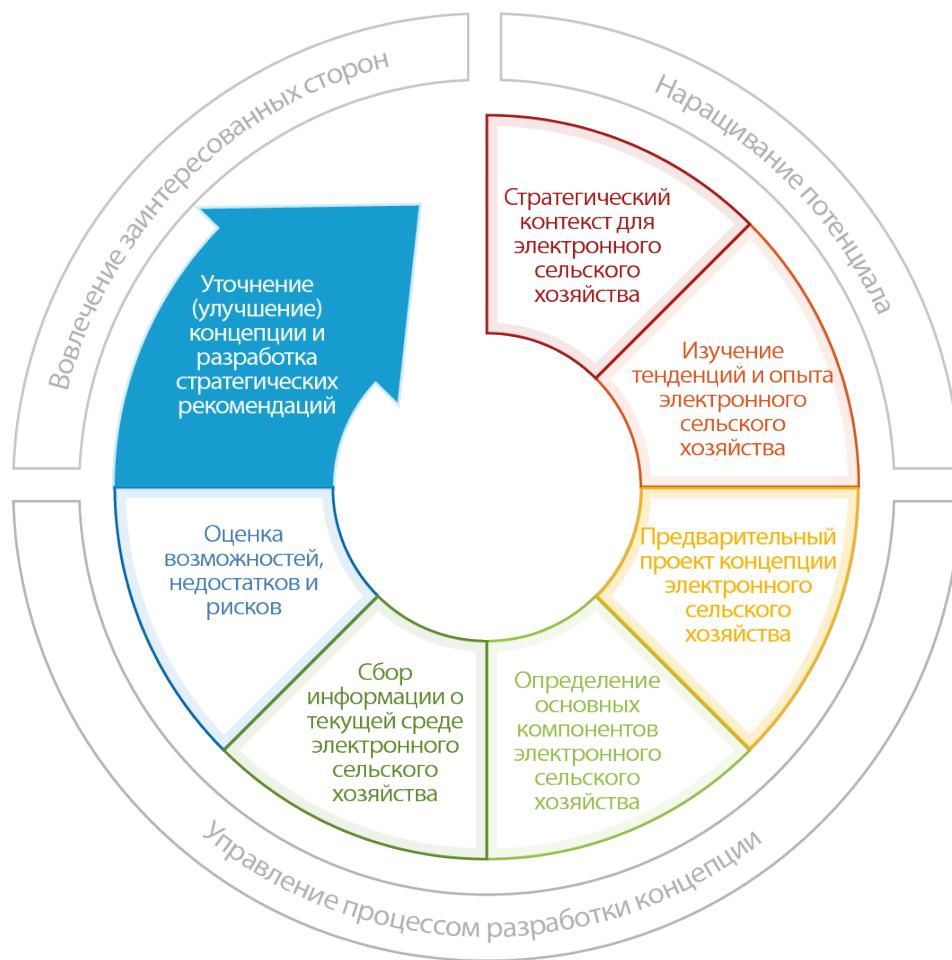 Вовлечение заинтересованных сторон
Наращивание потенциала
Стратегический
контекст для
электронного
сельского
хозяйства
Изучение
тенденций и опыта
электронного
сельского
хозяйства
Предварительный
проект концепции
электронного
сельского
хозяйства
Определение
основных
компонентов
электронного
сельского
хозяйства
Сбор
информации о
текущей среде
электронного
сельского
хозяйства
Оценка
возможностей,
недостатков и
рисков
Уточнение
(улучшение)
концепции и
разработка
стратегических
рекомендаций
Управление процессом разработки концепции